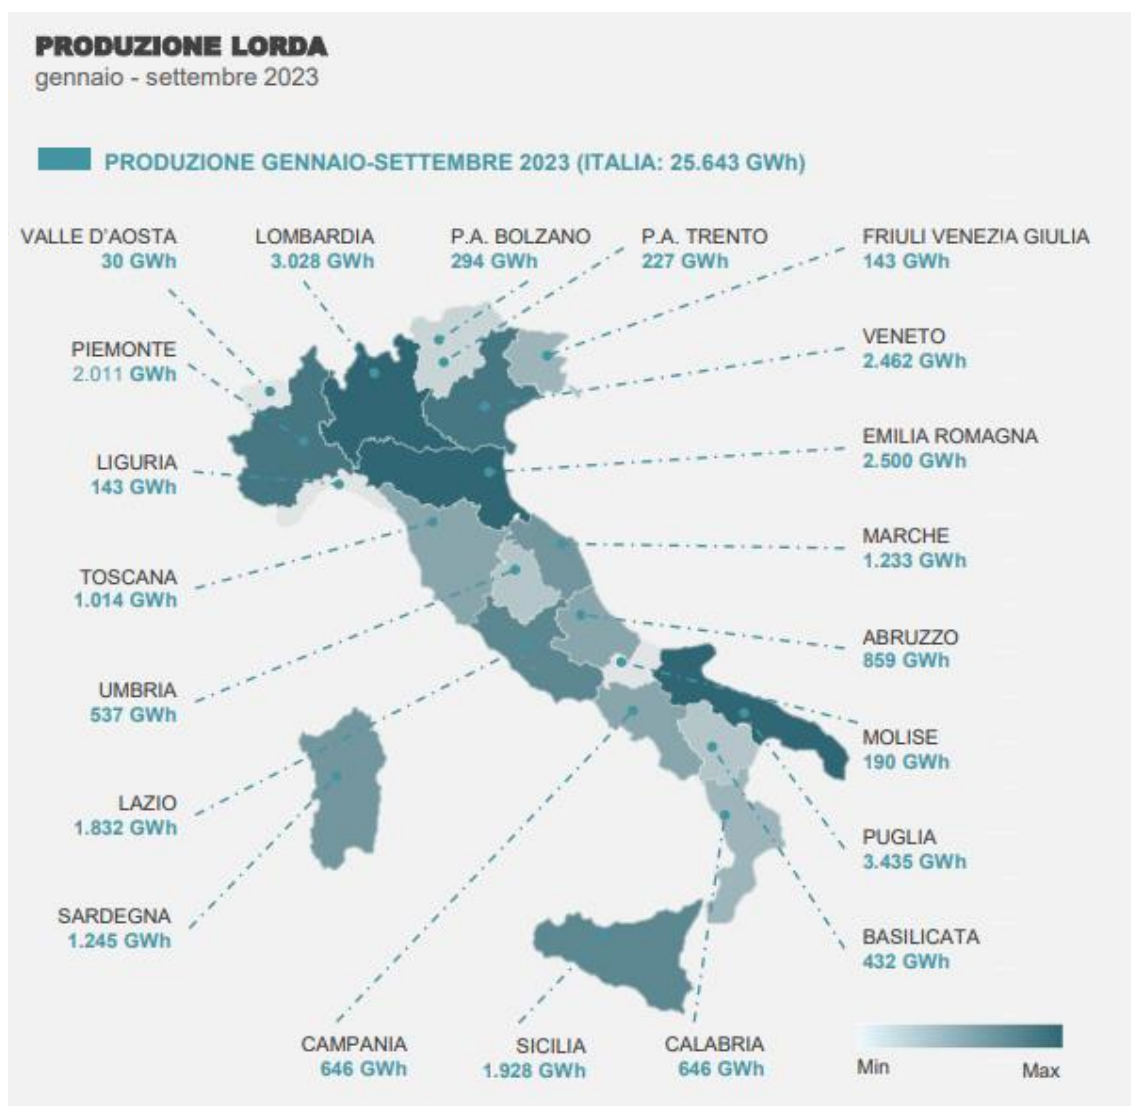 PRODUZIONE LORDA
gennaio - settembre 2023
PRODUZIONE GENNAIO-SETTEMBRE 2023 (ITALIA: 25.643 GWh)
VALLE D'AOSTA
30 GWh
LOMBARDIA
3.028 GWh
P.A. BOLZANO
294 GWh
P.A. TRENTO
227 GWh
FRIULI VENEZIA GIULIA
143 GWh
PIEMONTE
2.011 GWh
VENETO
2.462 GWh
LIGURIA
143 GWh
EMILIA ROMAGNA
2.500 GWh
TOSCANA
1.014 GWh
MARCHE
1.233 GWh
UMBRIA
537 GWh
ABRUZZO
859 GWh
LAZIO
1.832 GWh
MOLISE
190 GWh
SARDEGNA
1.245 GWh
PUGLIA
3.435 GWh
BASILICATA
432 GWh
CAMPANIA
646 GWh
SICILIA
1.928 GWh
CALABRIA
646 GWh
Min
Max